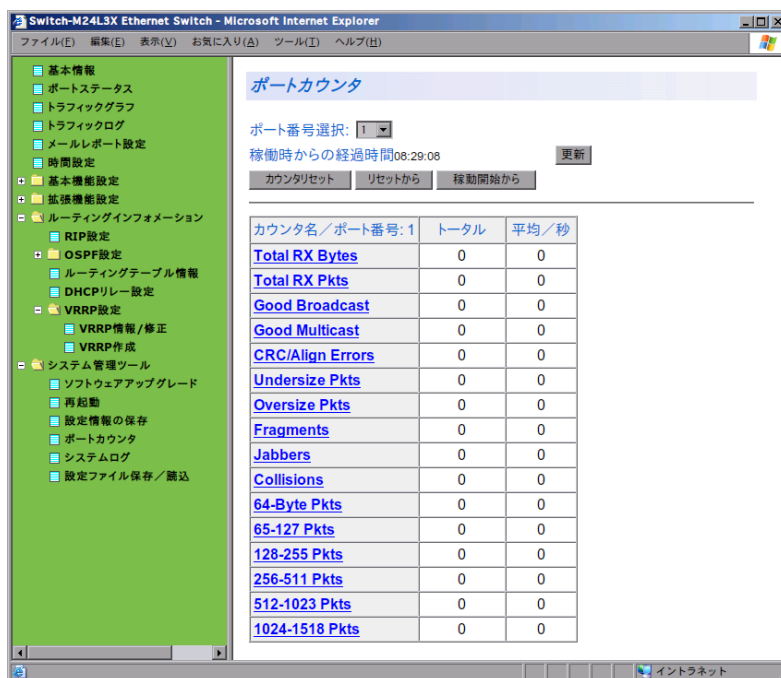 Switch-M24L3X Ethernet Switch - Microsoft Internet Explorer
ファイル(F) 編集(E) 表示(V) お気に入り(A) ツール(T) ヘルプ(H)
基本情報
ポートステータス
トラフィックグラフ
トラフィックログ
メールレポート設定
時間設定
基本機能設定
拡張機能設定
ルーティングインフォメーション
RIP設定
OSPF設定
ルーティングテーブル情報
DHCPリレー設定
VRRP設定
VRRP情報/修正
VRRP作成
システム管理ツール
ソフトウェアアップグレード
再起動
設定情報の保存
ポートカウンタ
システムログ
設定ファイル保存／読込
ポートカウンタ
ポート番号選択: 1
稼働時からの経過時間08:29:08 更新
カウンタリセット リセットから 稼動開始から
カウンタ名／ポート番号: 1 トータル 平均／秒
Total RX Bytes 0 0
Total RX Pkts 0 0
Good Broadcast 0 0
Good Multicast 0 0
CRC/Align Errors 0 0
Undersize Pkts 0 0
Oversize Pkts 0 0
Fragments 0 0
Jabbers 0 0
Collisions 0 0
64-Byte Pkts 0 0
65-127 Pkts 0 0
128-255 Pkts 0 0
256-511 Pkts 0 0
512-1023 Pkts 0 0
1024-1518 Pkts 0 0
イントラネット